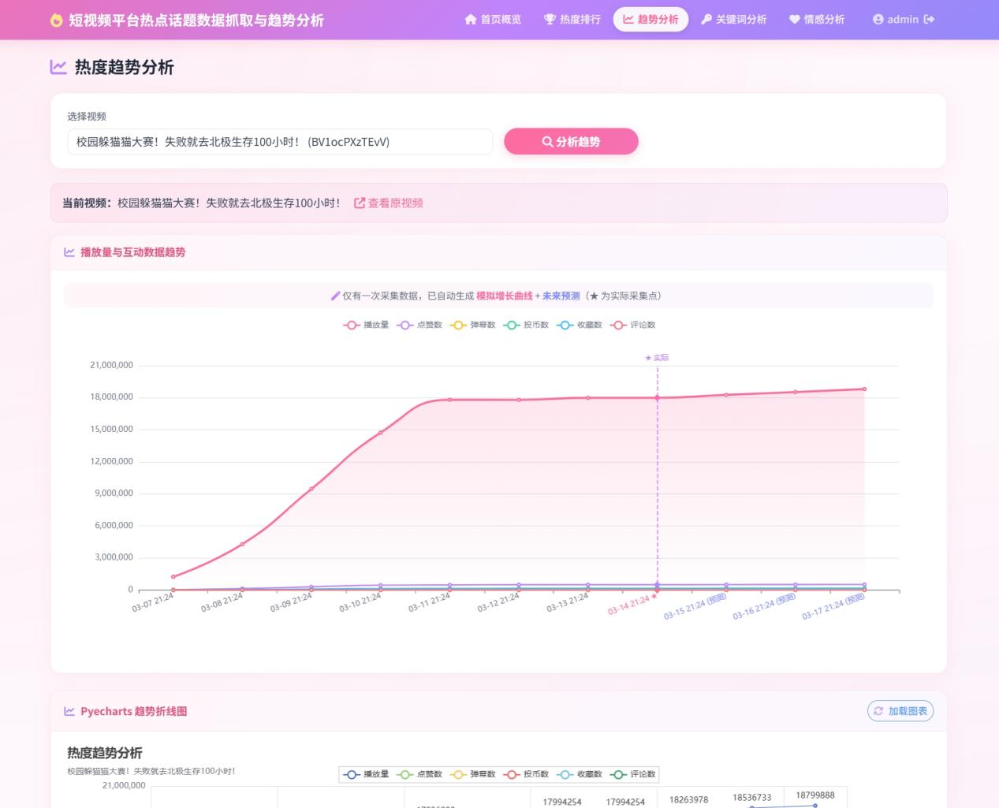 短视频平台热点话题数据抓取与趋势分析
首页概览
热度排行
趋势分析
关键词分析
情感分析
admin
热度趋势分析
选择视频
校园躲猫猫大赛！失败就去北极生存100小时！ (BV1ocPXzTEvV)
分析趋势
当前视频：校园躲猫猫大赛！失败就去北极生存100小时！ 查看原视频
播放量与互动数据趋势
仅有一次采集数据，已自动生成 模拟增长曲线 + 未来预测（★ 为实际采集点）
播放量 点赞数 弹幕数 投币数 收藏数 评论数
★ 实际
21,000,000
18,000,000
15,000,000
12,000,000
9,000,000
6,000,000
3,000,000
0
03-07 21:24
03-08 21:24
03-09 21:24
03-10 21:24
03-11 21:24
03-12 21:24
03-13 21:24
03-14 21:24 ★
03-15 21:24 (预测)
03-16 21:24 (预测)
03-17 21:24 (预测)
Pyecharts 趋势折线图
加载图表
热度趋势分析
校园躲猫猫大赛！失败就去北极生存100小时！
播放量 点赞数 弹幕数 投币数 收藏数 评论数
21,000,000
17994254
17994254
18263978
18536733
18799888